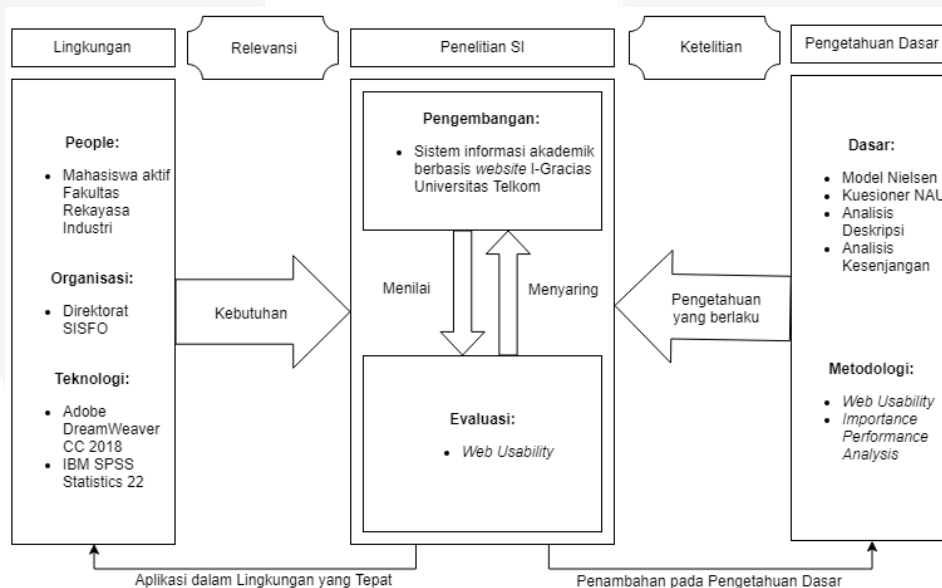 Lingkungan
Relevansi
Penelitian SI
Ketelitian
Pengetahuan Dasar
People:
Mahasiswa aktif
Fakultas
Rekayasa
Industri
Organisasi:
Direktorat
SISFO
Teknologi:
Adobe
DreamWeaver
CC 2018
IBM SPSS
Statistics 22
Kebutuhan
Pengembangan:
Sistem informasi akademik
berbasis website I-Gracias
Universitas Telkom
Menilai
Menyaring
Evaluasi:
Web Usability
Pengetahuan
yang berlaku
Dasar:
Model Nielsen
Kuesioner NAU
Analisis
Deskripsi
Analisis
Kesenjangan
Metodologi:
Web Usability
Importance
Performance
Analysis
Aplikasi dalam Lingkungan yang Tepat
Penambahan pada Pengetahuan Dasar